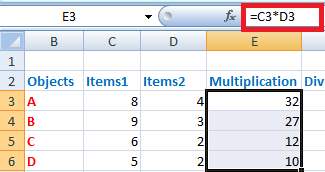 E3 fx =C3*D3
A B C D E
1
2 Objects Items1 Items2 Multiplication Div
3 A 8 4 32
4 B 9 3 27
5 C 6 2 12
6 D 5 2 10